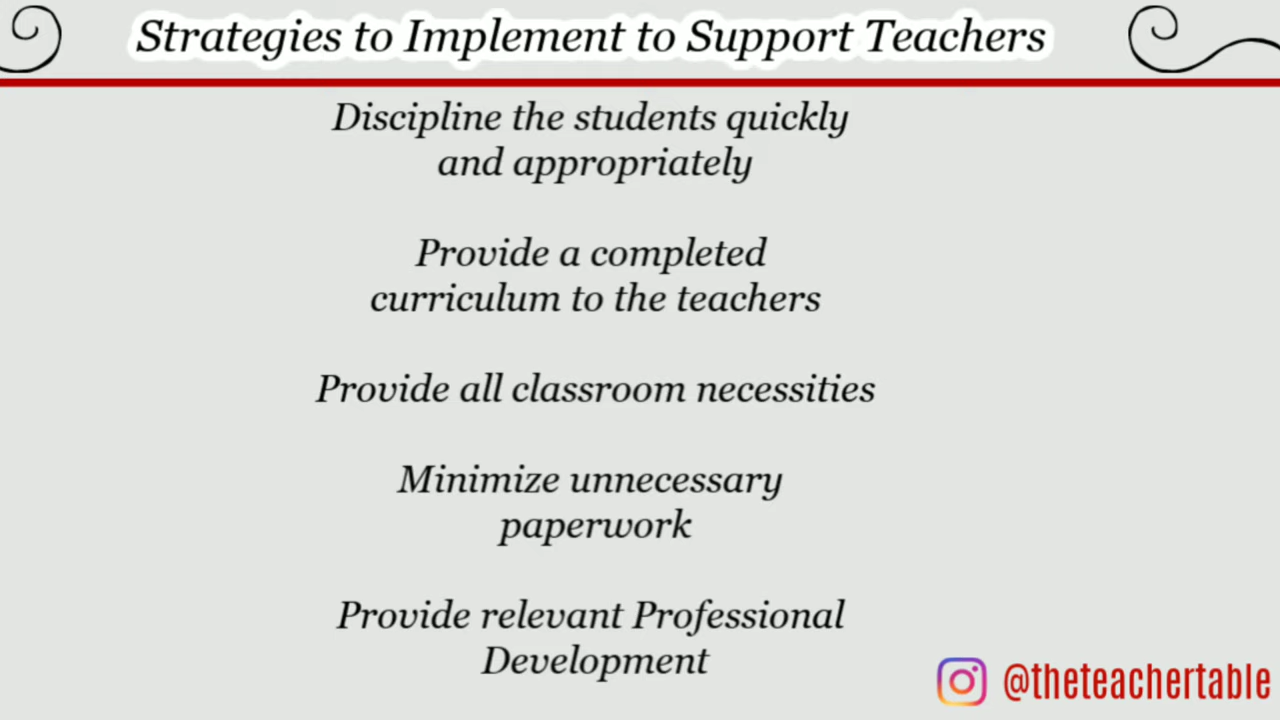 Strategies to Implement to Support Teachers
Discipline the students quickly
and appropriately
Provide a completed
curriculum to the teachers
Provide all classroom necessities
Minimize unnecessary
paperwork
Provide relevant Professional
Development
@theteachertable